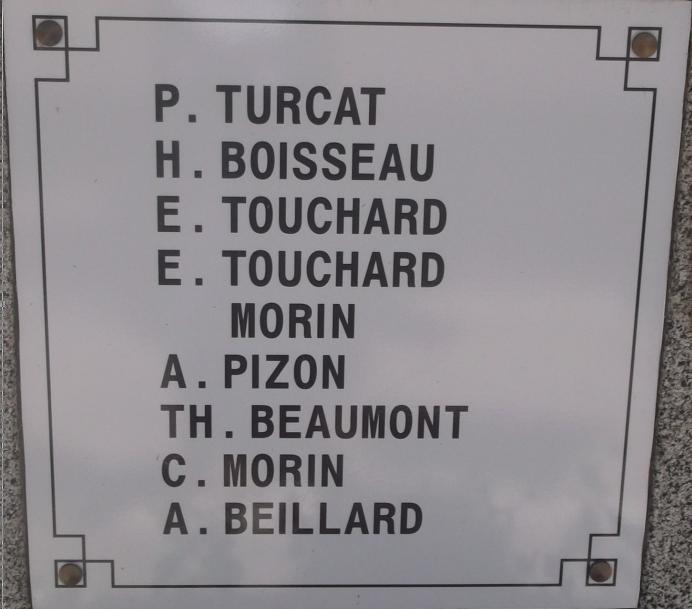 P. TURCAT
H. BOISSEAU
E. TOUCHARD
E. TOUCHARD
MORIN
A. PIZON
TH. BEAUMONT
C. MORIN
A. BEILLARD